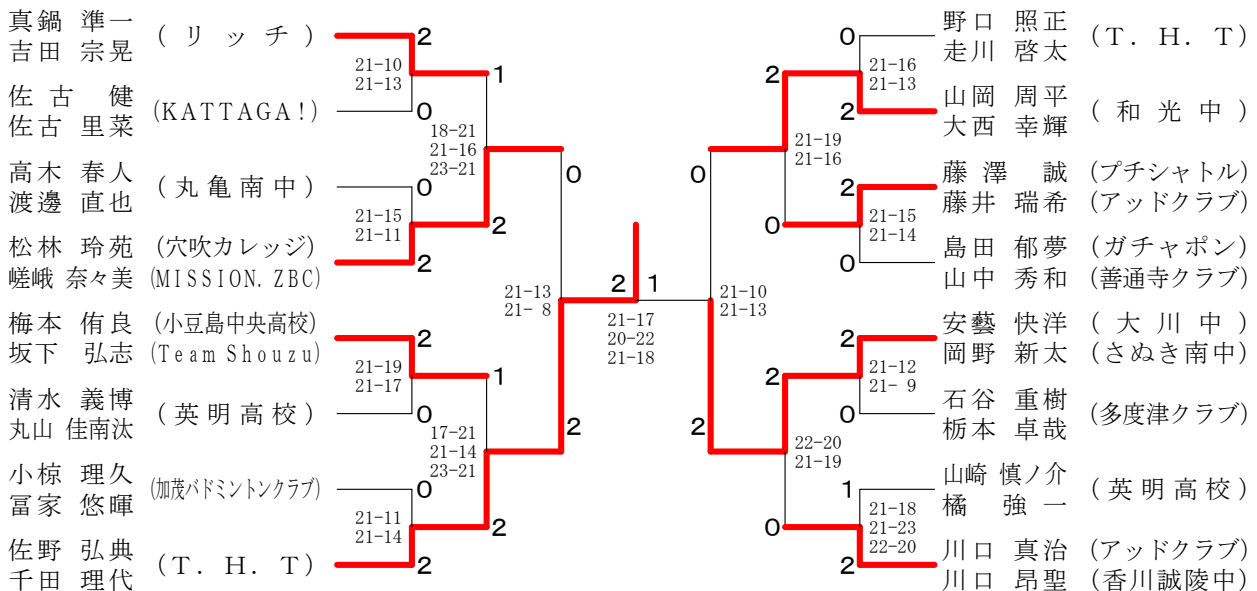 真鍋 準一
吉田 宗晃
(リッチ)
2
21-10
21-13
佐古 健
佐古 里菜
(KATTAGA!)
0
1
18-21
21-16
23-21
高木 春人
渡邊 直也
(丸亀南中)
0
21-15
21-11
2
松林 玲苑 (穴吹カレッジ)
嵯峨 奈々美 (MISSION. ZBC)
2
0
21-13
21- 8
梅本 侑良 (小豆島中央高校)
坂下 弘志 (Team Shouzu)
2
21-19
21-17
清水 義博
丸山 佳南汰
(英明高校)
0
1
17-21
21-14
23-21
小椋 理久
冨家 悠暉
(加茂バドミントンクラブ)
0
21-11
21-14
2
佐野 弘典
千田 理代
(T. H. T)
2
2
2 1
21-17
20-22
21-18
0
野口 照正
走川 啓太
(T. H. T)
21-16
21-13
2
2
山岡 周平
大西 幸輝
(和光中)
0
21-19
21-16
2
藤澤 誠 (プチシャトル)
藤井 瑞希 (アッドクラブ)
21-15
21-14
0
0
島田 郁夢 (ガチャポン)
山中 秀和 (善通寺クラブ)
21-10
21-13
2
安藝 快洋 (大川中)
岡野 新太 (さぬき南中)
21-12
21- 9
2
0
石谷 重樹
栃本 卓哉
(多度津クラブ)
2
22-20
21-19
1
山崎 慎ノ介
橘 強一
(英明高校)
21-18
21-23
22-20
0
2
川口 真治 (アッドクラブ)
川口 昂聖 (香川誠陵中)